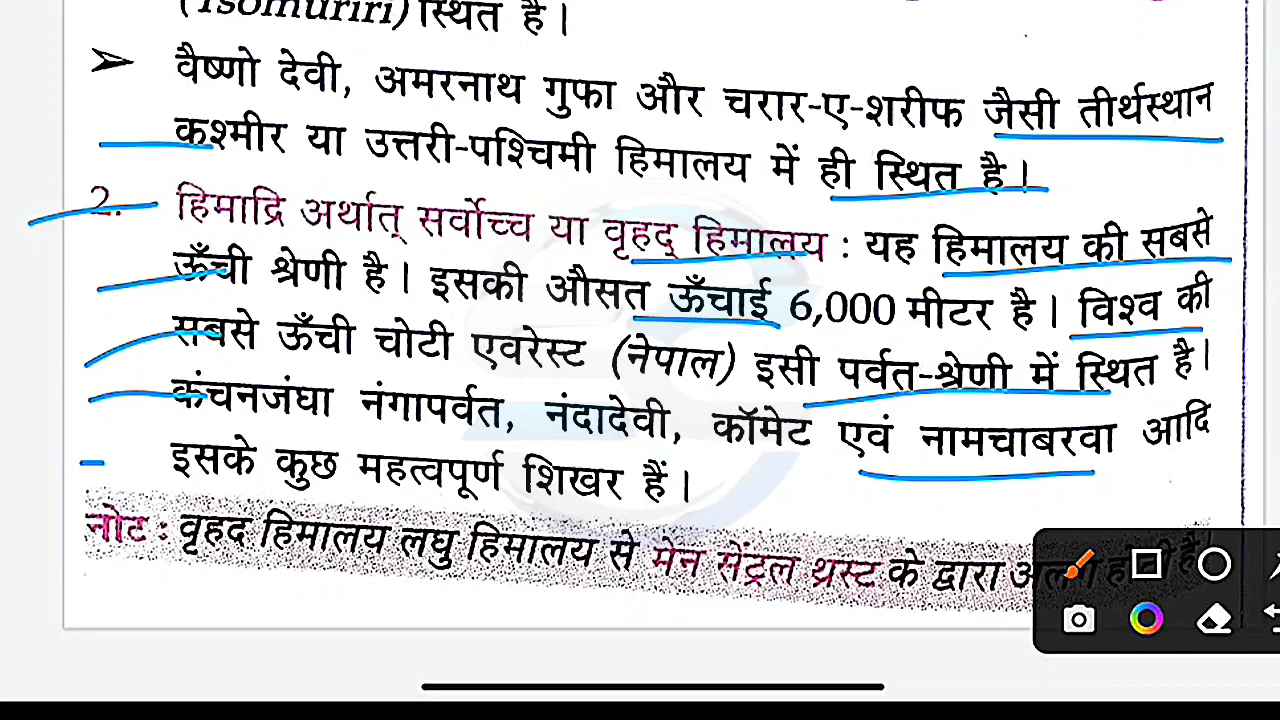 (Tsomuriri) स्थित है।
➢ वैष्णो देवी, अमरनाथ गुफा और चरार-ए-शरीफ जैसी तीर्थस्थान
कश्मीर या उत्तरी-पश्चिमी हिमालय में ही स्थित है।
2. हिमाद्रि अर्थात् सर्वोच्च या वृहद् हिमालय : यह हिमालय की सबसे
ऊँची श्रेणी है। इसकी औसत ऊँचाई 6,000 मीटर है। विश्व की
सबसे ऊँची चोटी एवरेस्ट (नेपाल) इसी पर्वत-श्रेणी में स्थित है।
कंचनजंघा नंगापर्वत, नंदादेवी, कॉमेट एवं नामचाबरवा आदि
इसके कुछ महत्वपूर्ण शिखर हैं।
नोट : वृहद हिमालय लघु हिमालय से मेन सेंट्रल थ्रस्ट के द्वारा